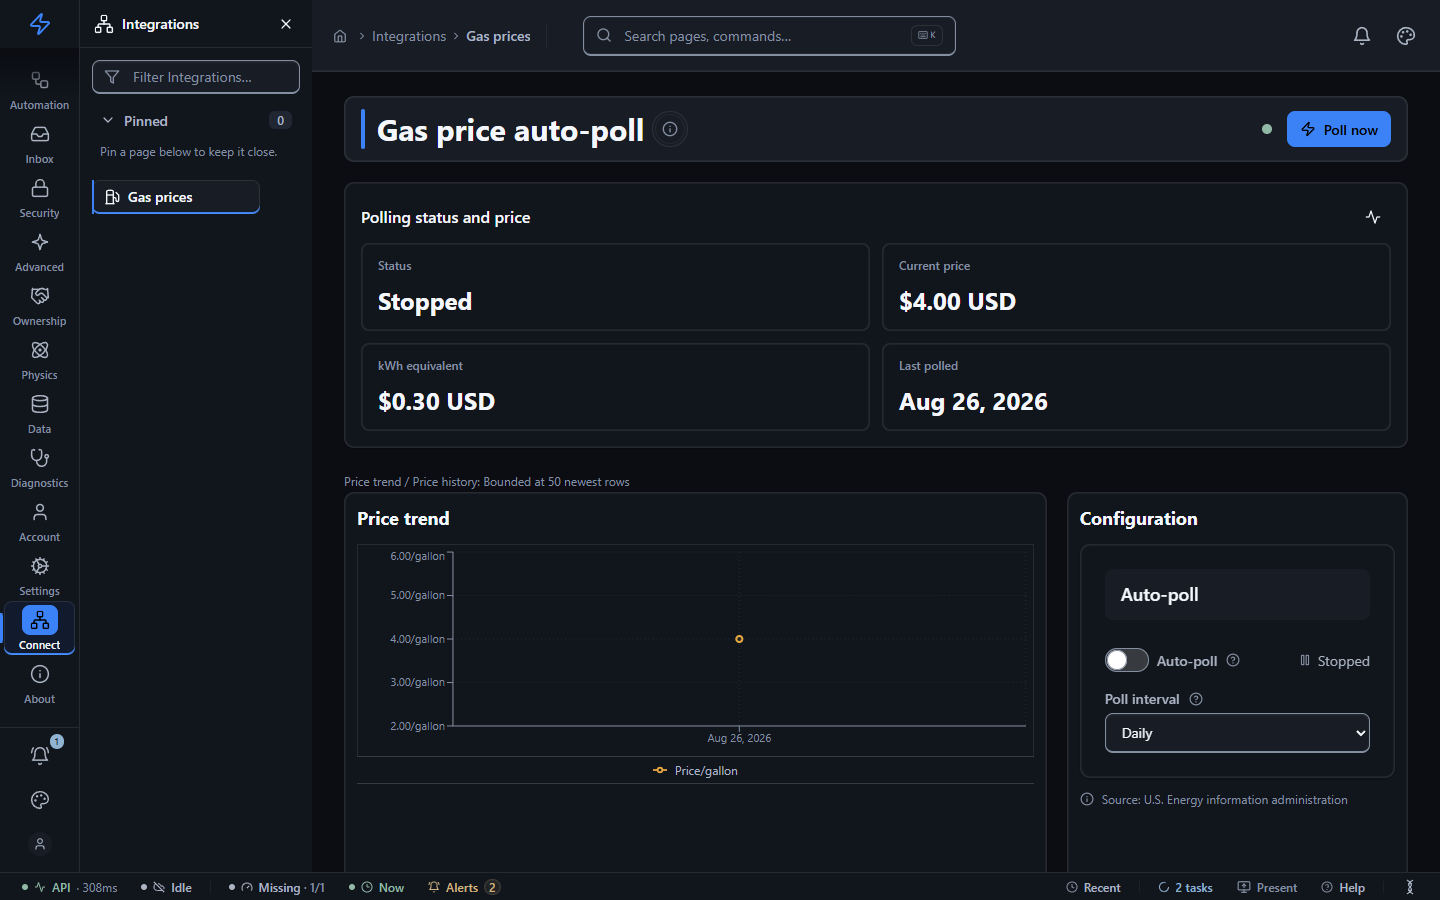 Integrations
Integrations
Gas prices
Search pages, commands...
K
Filter Integrations...
Pinned
0
Pin a page below to keep it close.
Gas prices
Automation
Inbox
Security
Advanced
Ownership
Physics
Data
Diagnostics
Account
Settings
Connect
About
1
Gas price auto-poll
Poll now
Polling status and price
Status
Stopped
Current price
$4.00 USD
kWh equivalent
$0.30 USD
Last polled
Aug 26, 2026
Price trend / Price history: Bounded at 50 newest rows
Price trend
6.00/gallon
5.00/gallon
4.00/gallon
3.00/gallon
2.00/gallon
Aug 26, 2026
Price/gallon
Configuration
Auto-poll
Auto-poll
Stopped
Poll interval
Daily
Source: U.S. Energy information administration
API · 308ms
Idle
Missing · 1/1
Now
Alerts 2
Recent
2 tasks
Present
Help